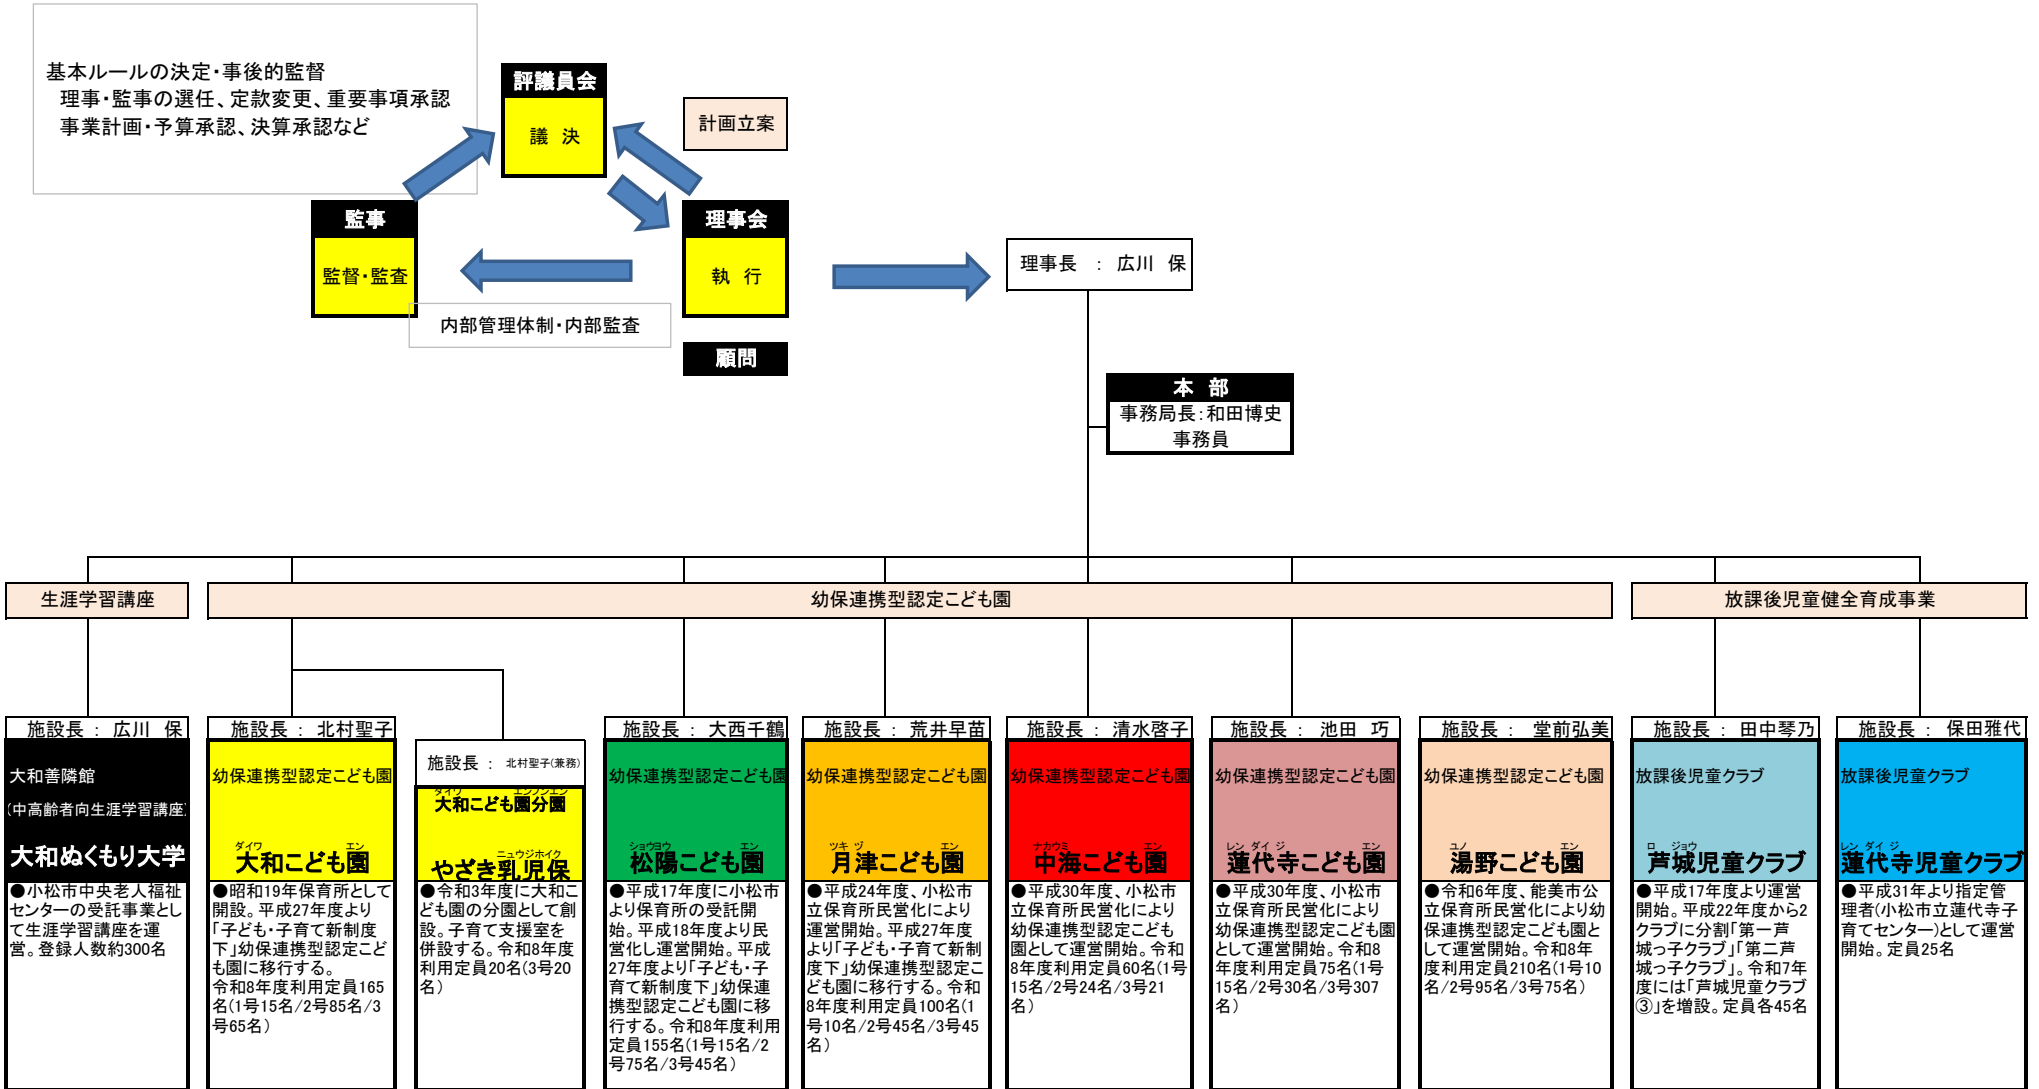 基本ルールの決定・事後的監督
理事・監事の選任、定款変更、重要事項承認
事業計画・予算承認、決算承認など
評議員会
議 決
計画立案
監事
監督・監査
理事会
執 行
内部管理体制・内部監査
顧問
理事長 : 広川 保
本 部
事務局長:和田博史
事務員
生涯学習講座
幼保連携型認定こども園
放課後児童健全育成事業
施設長 : 広川 保
大和善隣館
(中高齢者向生涯学習講座)
大和ぬくもり大学
●小松市中央老人福祉
センターの受託事業とし
て生涯学習講座を運
営。登録人数約300名
施設長 : 北村聖子
幼保連携型認定こども園
ダイワ エン
大和こども園
●昭和19年保育所として
開設。平成27年度より
「子ども・子育て新制度
下」幼保連携型認定こど
も園に移行する。
令和8年度利用定員165
名(1号15名/2号85名/3
号65名)
施設長 : 北村聖子(兼務)
ダイワ エンブンエン
大和こども園分園
ニュウジホイク
やざき乳児保
●令和3年度に大和こ
ども園の分園として創
設。子育て支援室を
併設する。令和8年度
利用定員20名(3号20
名)
施設長 : 大西千鶴
幼保連携型認定こども園
ショウヨウ エン
松陽こども園
●平成17年度に小松市
より保育所の受託開
始。平成18年度より民
営化し運営開始。平成
27年度より「子ども・子
育て新制度下」幼保連
携型認定こども園に移
行する。令和8年度利用
定員155名(1号15名/2
号75名/3号45名)
施設長 : 荒井早苗
幼保連携型認定こども園
ツキ ヅ エン
月津こども園
●平成24年度、小松市
立保育所民営化により
運営開始。平成27年度
より「子ども・子育て新制
度下」幼保連携型認定こ
ども園に移行する。令和
8年度利用定員100名(1
号10名/2号45名/3号45
名)
施設長 : 清水啓子
幼保連携型認定こども園
ナカウミ エン
中海こども園
●平成30年度、小松市
立保育所民営化により
幼保連携型認定こども
園として運営開始。令和
8年度利用定員60名(1号
15名/2号24名/3号21
名)
施設長 : 池田 巧
幼保連携型認定こども園
レン ダイ ジ エン
蓮代寺こども園
●平成30年度、小松市
立保育所民営化により
幼保連携型認定こども園
として運営開始。令和8
年度利用定員75名(1号
15名/2号30名/3号307
名)
施設長 : 堂前弘美
幼保連携型認定こども園
ユノ エン
湯野こども園
●令和6年度、能美市公
立保育所民営化により幼
保連携型認定こども園と
して運営開始。令和8年
度利用定員210名(1号10
名/2号95名/3号75名)
施設長 : 田中琴乃
放課後児童クラブ
ロ ジョウ
芦城児童クラブ
●平成17年度より運営
開始。平成22年度から2
クラブに分割「第一芦
城っ子クラブ」「第二芦
城っ子クラブ」。令和7年
度には「芦城児童クラブ
③」を増設。定員各45名
施設長 : 保田雅代
放課後児童クラブ
レン ダイ ジ
蓮代寺児童クラブ
●平成31年より指定管
理者(小松市立蓮代寺子
育てセンター)として運営
開始。定員25名